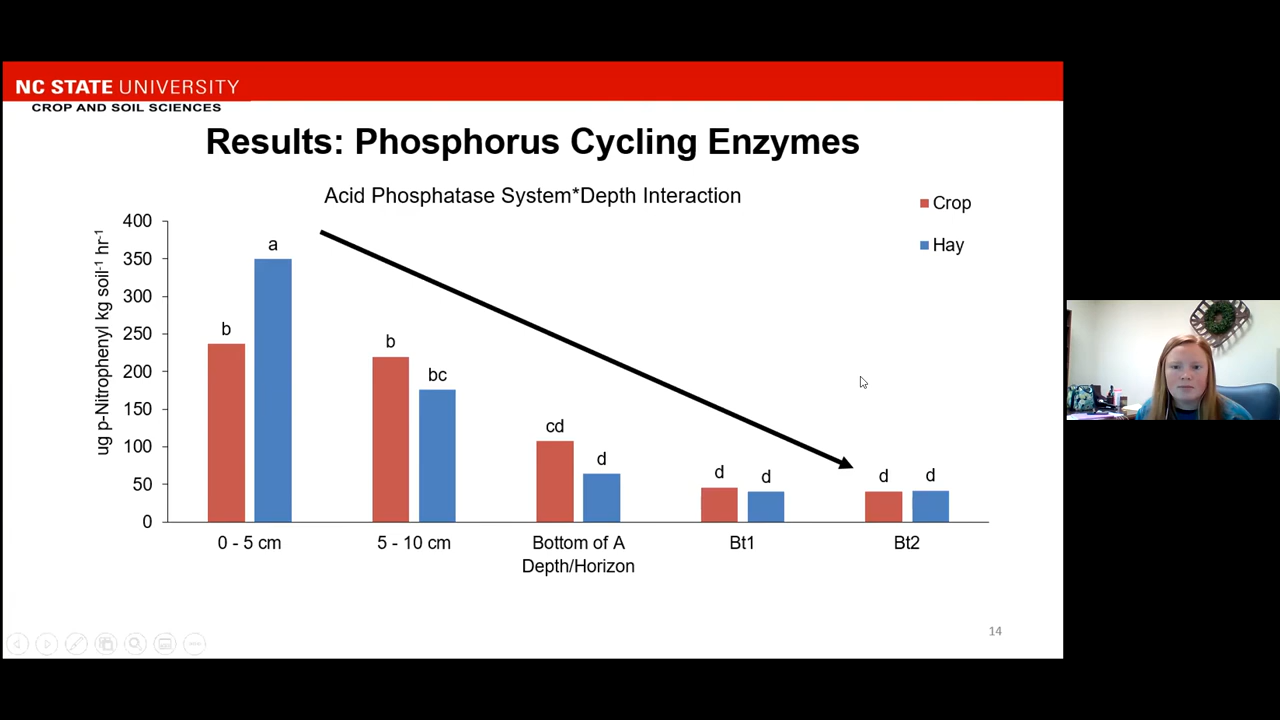 NC STATE UNIVERSITY
CROP AND SOIL SCIENCES
Results: Phosphorus Cycling Enzymes
Acid Phosphatase System*Depth Interaction
Crop
Hay
ug p-Nitrophenyl kg soil-1 hr-1
400
350
300
250
200
150
100
50
0
b
a
b
bc
cd
d
d
d
d
d
0 - 5 cm
5 - 10 cm
Bottom of A
Bt1
Bt2
Depth/Horizon
14